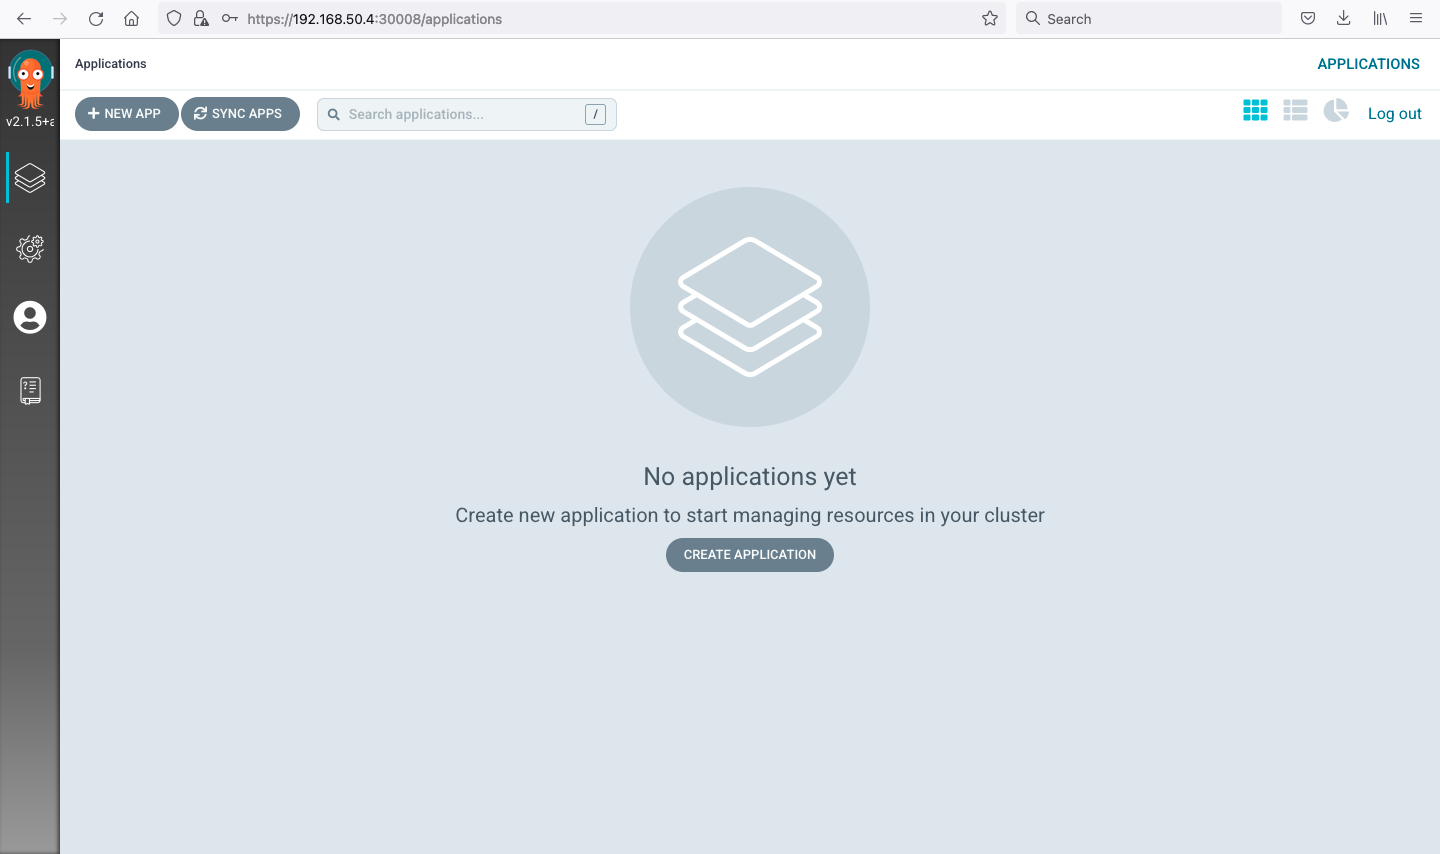 https://192.168.50.4:30008/applications
Search
v2.1.5+a
Applications
APPLICATIONS
NEW APP
SYNC APPS
Search applications...
/
Log out
No applications yet
Create new application to start managing resources in your cluster
CREATE APPLICATION